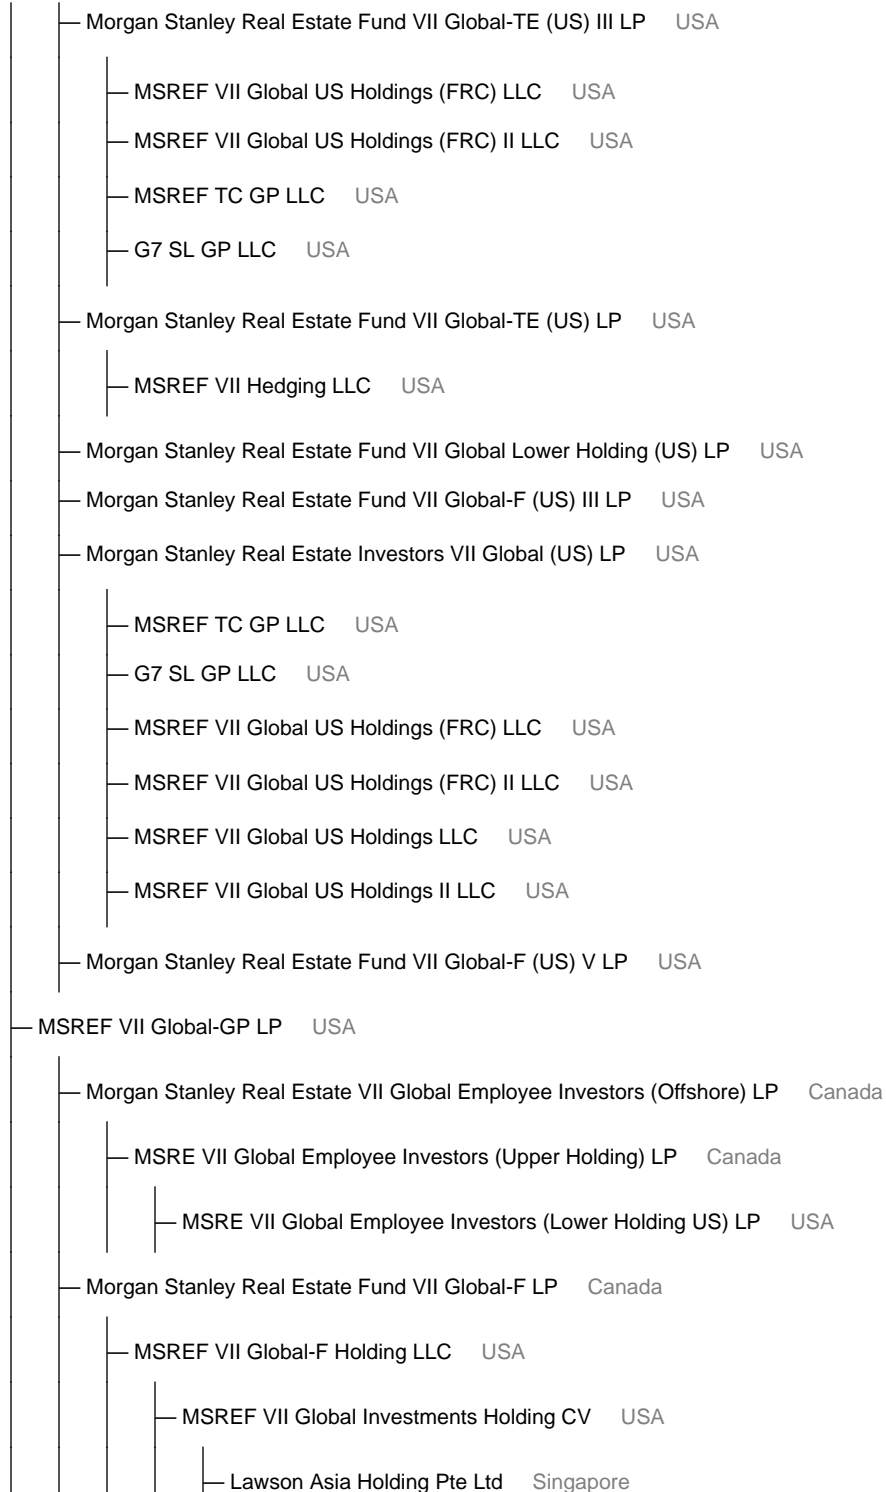 Morgan Stanley Real Estate Fund VII Global-TE (US) III LP USA
MSREF VII Global US Holdings (FRC) LLC USA
MSREF VII Global US Holdings (FRC) II LLC USA
MSREF TC GP LLC USA
G7 SL GP LLC USA
Morgan Stanley Real Estate Fund VII Global-TE (US) LP USA
MSREF VII Hedging LLC USA
Morgan Stanley Real Estate Fund VII Global Lower Holding (US) LP USA
Morgan Stanley Real Estate Fund VII Global-F (US) III LP USA
Morgan Stanley Real Estate Investors VII Global (US) LP USA
MSREF TC GP LLC USA
G7 SL GP LLC USA
MSREF VII Global US Holdings (FRC) LLC USA
MSREF VII Global US Holdings (FRC) II LLC USA
MSREF VII Global US Holdings LLC USA
MSREF VII Global US Holdings II LLC USA
Morgan Stanley Real Estate Fund VII Global-F (US) V LP USA
MSREF VII Global-GP LP USA
Morgan Stanley Real Estate VII Global Employee Investors (Offshore) LP Canada
MSRE VII Global Employee Investors (Upper Holding) LP Canada
MSRE VII Global Employee Investors (Lower Holding US) LP USA
Morgan Stanley Real Estate Fund VII Global-F LP Canada
MSREF VII Global-F Holding LLC USA
MSREF VII Global Investments Holding CV USA
Lawson Asia Holding Pte Ltd Singapore